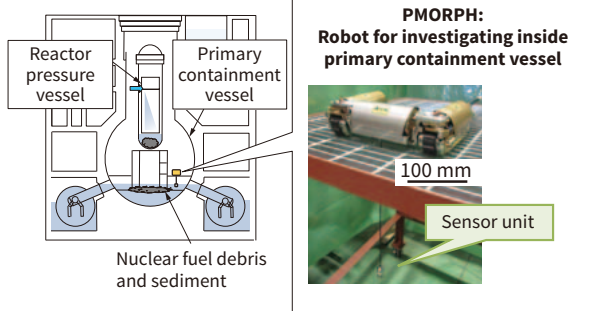 Reactor
pressure
vessel
Primary
containment
vessel
Nuclear fuel debris
and sediment
PMORPH:
Robot for investigating inside
primary containment vessel
100 mm
Sensor unit